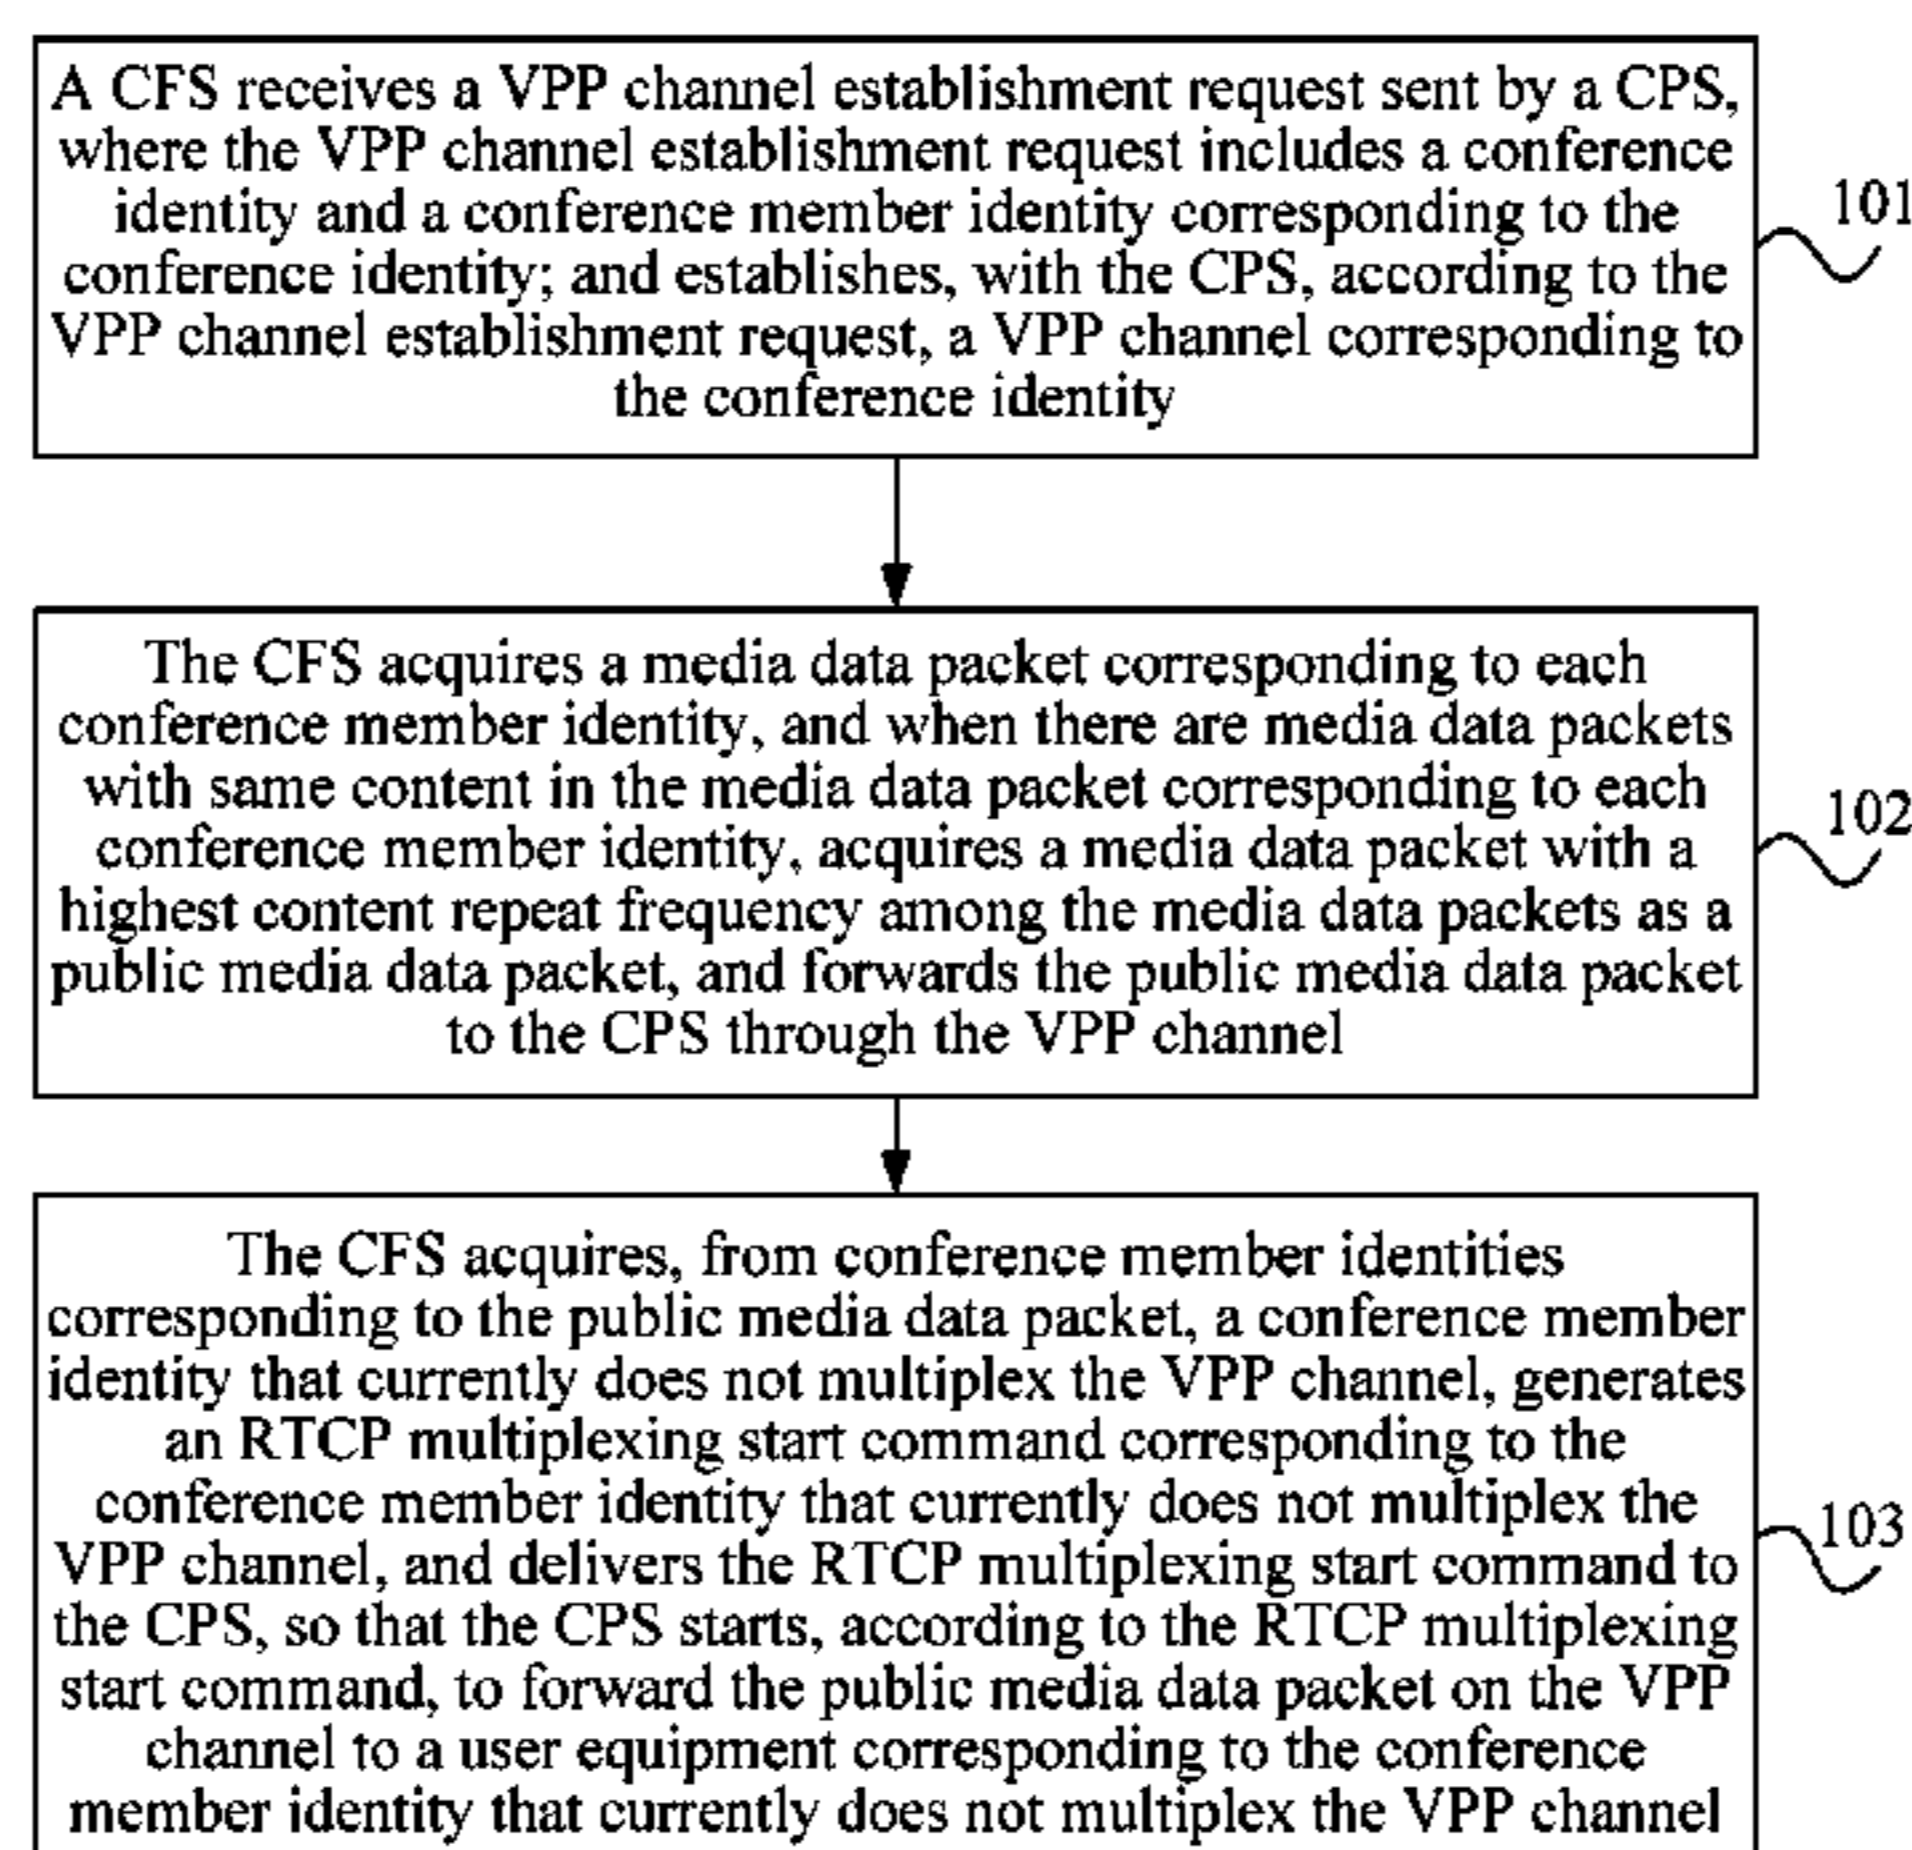 A CFS receives a VPP channel establishment request sent by a CPS,
where the VPP channel establishment request includes a conference
identity and a conference member identity corresponding to the
conference identity; and establishes, with the CPS, according to the
VPP channel establishment request, a VPP channel corresponding to
the conference identity
101
The CFS acquires a media data packet corresponding to each
conference member identity, and when there are media data packets
with same content in the media data packet corresponding to each
conference member identity, acquires a media data packet with a
highest content repeat frequency among the media data packets as a
public media data packet, and forwards the public media data packet
to the CPS through the VPP channel
102
The CFS acquires, from conference member identities
corresponding to the public media data packet, a conference member
identity that currently does not multiplex the VPP channel, generates
an RTCP multiplexing start command corresponding to the
conference member identity that currently does not multiplex the
VPP channel, and delivers the RTCP multiplexing start command to
the CPS, so that the CPS starts, according to the RTCP multiplexing
start command, to forward the public media data packet on the VPP
channel to a user equipment corresponding to the conference
member identity that currently does not multiplex the VPP channel
103